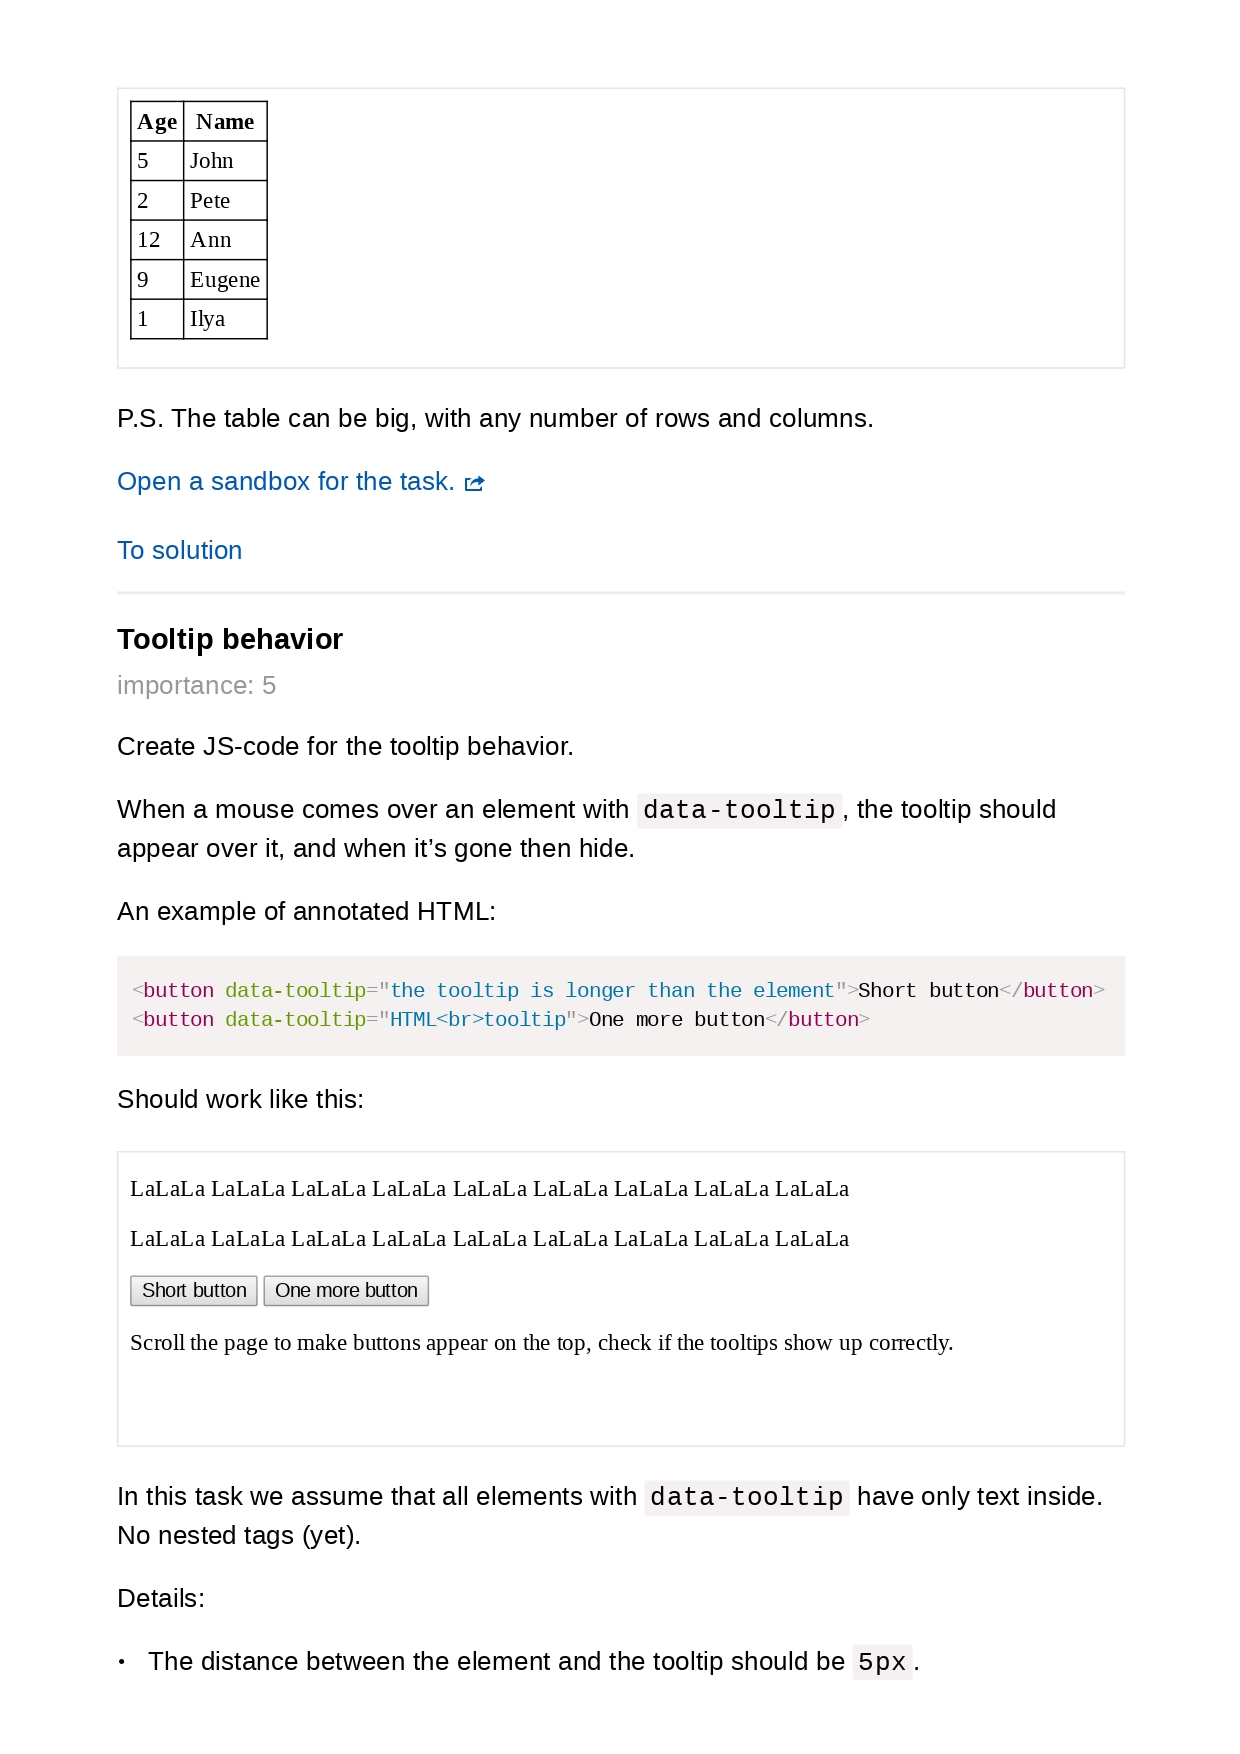 Age Name
5 John
2 Pete
12 Ann
9 Eugene
1 Ilya
P.S. The table can be big, with any number of rows and columns.
Open a sandbox for the task.
To solution
Tooltip behavior
importance: 5
Create JS-code for the tooltip behavior.
When a mouse comes over an element with data-tooltip, the tooltip should
appear over it, and when it’s gone then hide.
An example of annotated HTML:
<button data-tooltip="the tooltip is longer than the element">Short button</button>
<button data-tooltip="HTML<br>tooltip">One more button</button>
Should work like this:
LaLaLa LaLaLa LaLaLa LaLaLa LaLaLa LaLaLa LaLaLa LaLaLa LaLaLa
LaLaLa LaLaLa LaLaLa LaLaLa LaLaLa LaLaLa LaLaLa LaLaLa LaLaLa
Short button One more button
Scroll the page to make buttons appear on the top, check if the tooltips show up correctly.
In this task we assume that all elements with data-tooltip have only text inside.
No nested tags (yet).
Details:
• The distance between the element and the tooltip should be 5px.